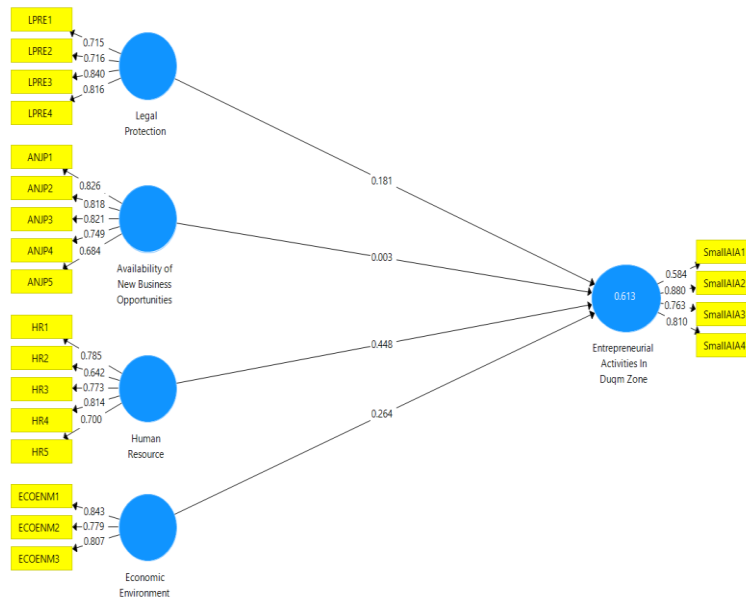 LPRE1
LPRE2
LPRE3
LPRE4
0.715
0.716
0.840
0.816
Legal
Protection
ANJP1
ANJP2
ANJP3
ANJP4
ANJP5
0.826
0.818
0.821
0.749
0.684
Availability of
New Business
Opportunities
HR1
HR2
HR3
HR4
HR5
0.785
0.642
0.773
0.814
0.700
Human
Resource
ECOENM1
ECOENM2
ECOENM3
0.843
0.779
0.807
Economic
Environment
0.181
0.003
0.448
0.264
0.613
Entrepreneurial
Activities In
Duqm Zone
0.584
0.880
0.763
0.810
SmallAIA1
SmallAIA2
SmallAIA3
SmallAIA4